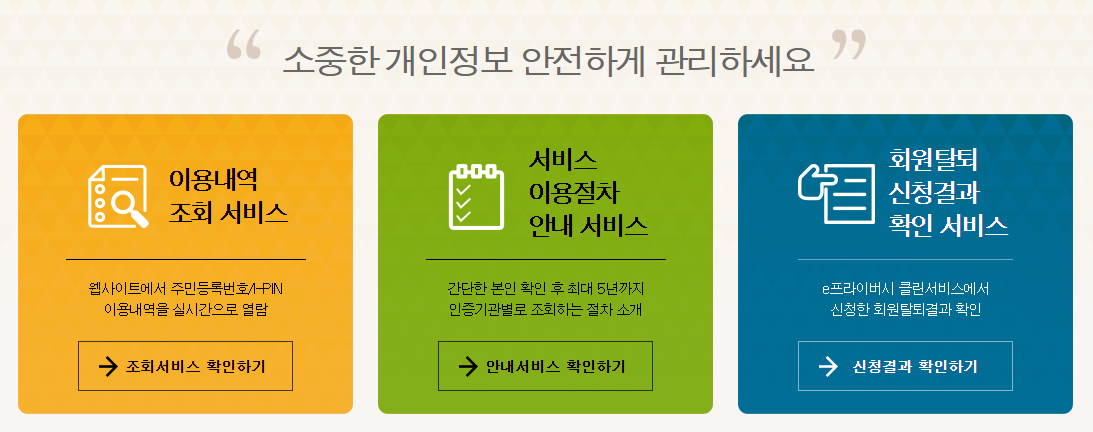 “ 소중한 개인정보 안전하게 관리하세요 ”
이용내역
조회 서비스
웹사이트에서 주민등록번호/I-PIN
이용내역을 실시간으로 열람
→ 조회서비스 확인하기
서비스
이용절차
안내 서비스
간단한 본인 확인 후 최대 5년까지
인증기관별로 조회하는 절차 소개
→ 안내서비스 확인하기
회원탈퇴
신청결과
확인 서비스
e프라이버시 클린서비스에서
신청한 회원탈퇴결과 확인
→ 신청결과 확인하기